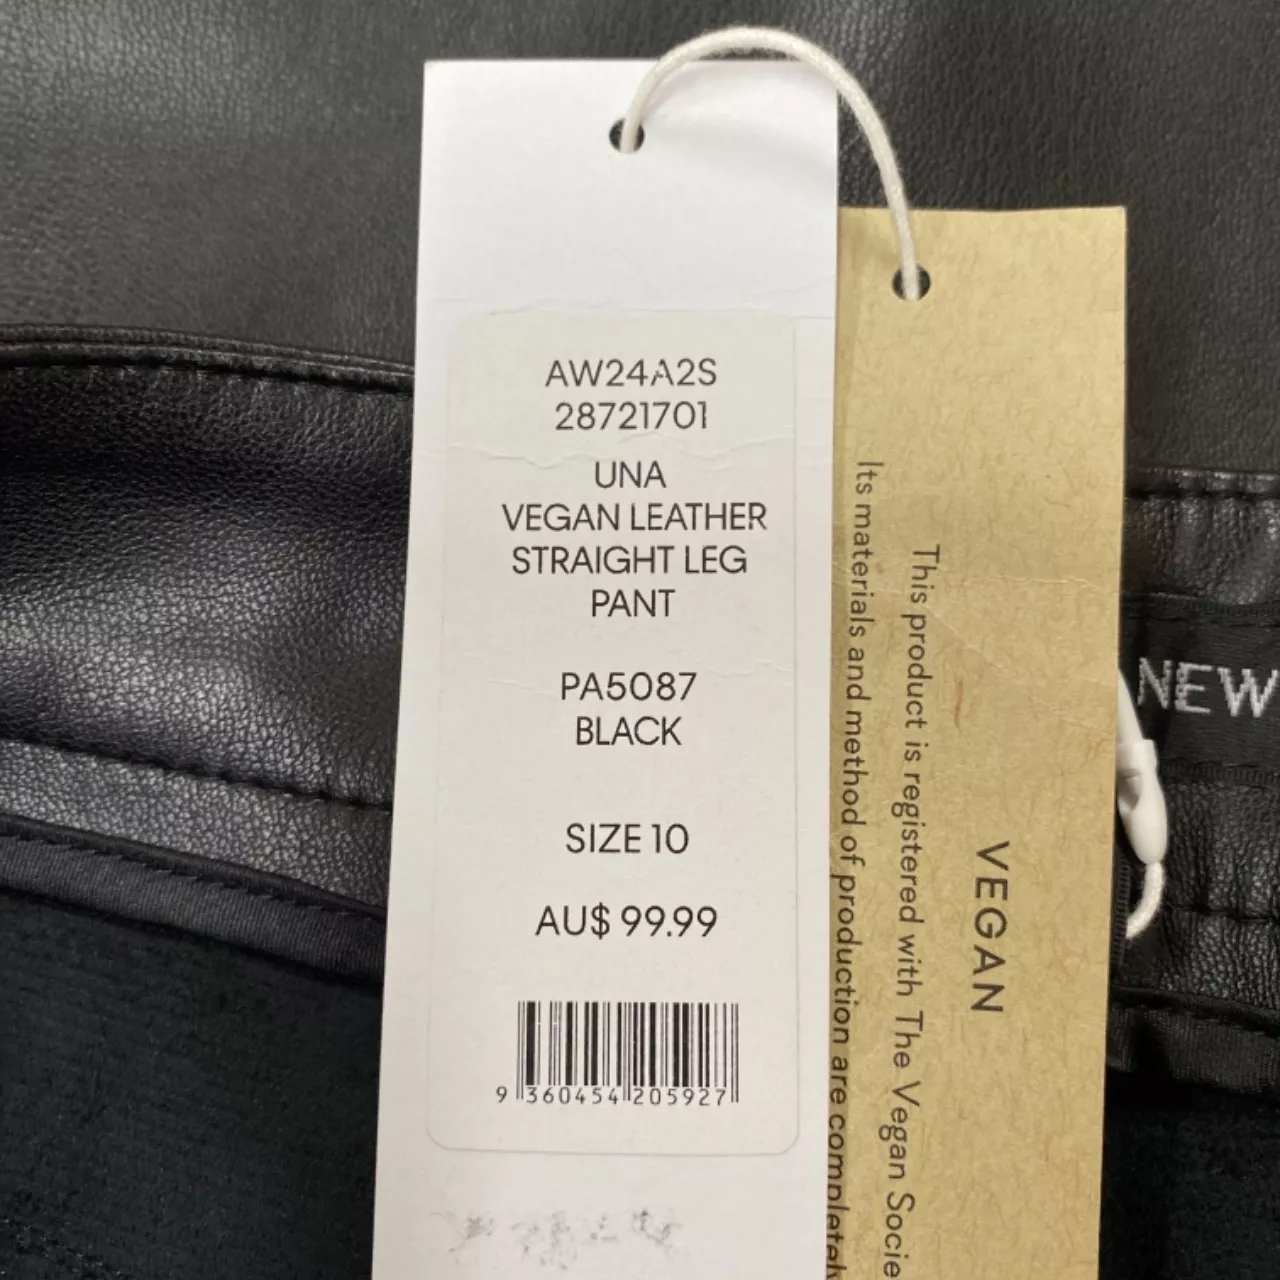 AW24A2S
28721701
UNA
VEGAN LEATHER
STRAIGHT LEG
PANT
PA5087
BLACK
SIZE 10
AU$ 99.99
9 360454 205927
VEGAN
This product is registered with The Vegan Socie
Its materials and method of production are completely
NEW